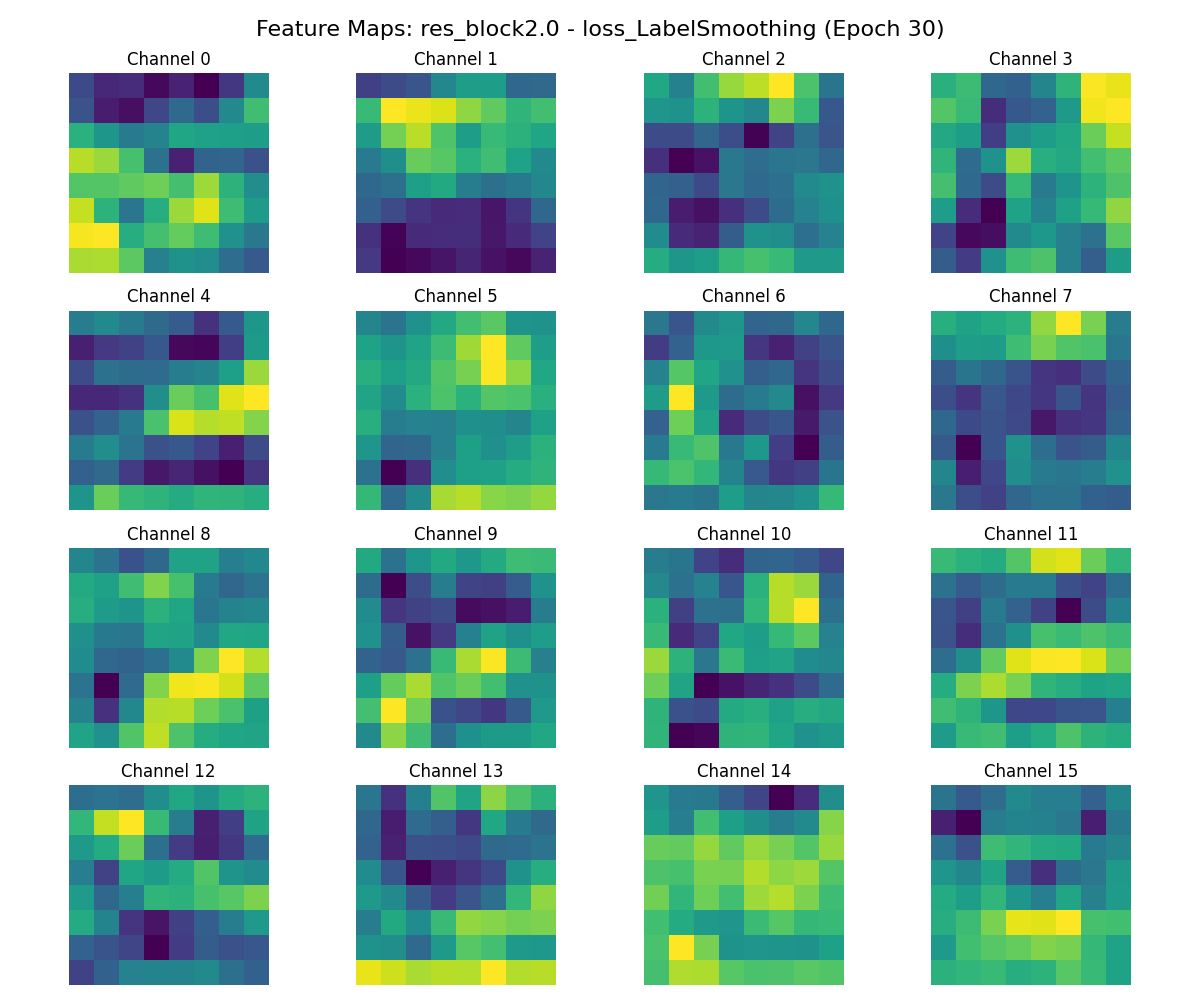 Feature Maps: res_block2.0 - loss_LabelSmoothing (Epoch 30)
Channel 0
Channel 1
Channel 2
Channel 3
Channel 4
Channel 5
Channel 6
Channel 7
Channel 8
Channel 9
Channel 10
Channel 11
Channel 12
Channel 13
Channel 14
Channel 15